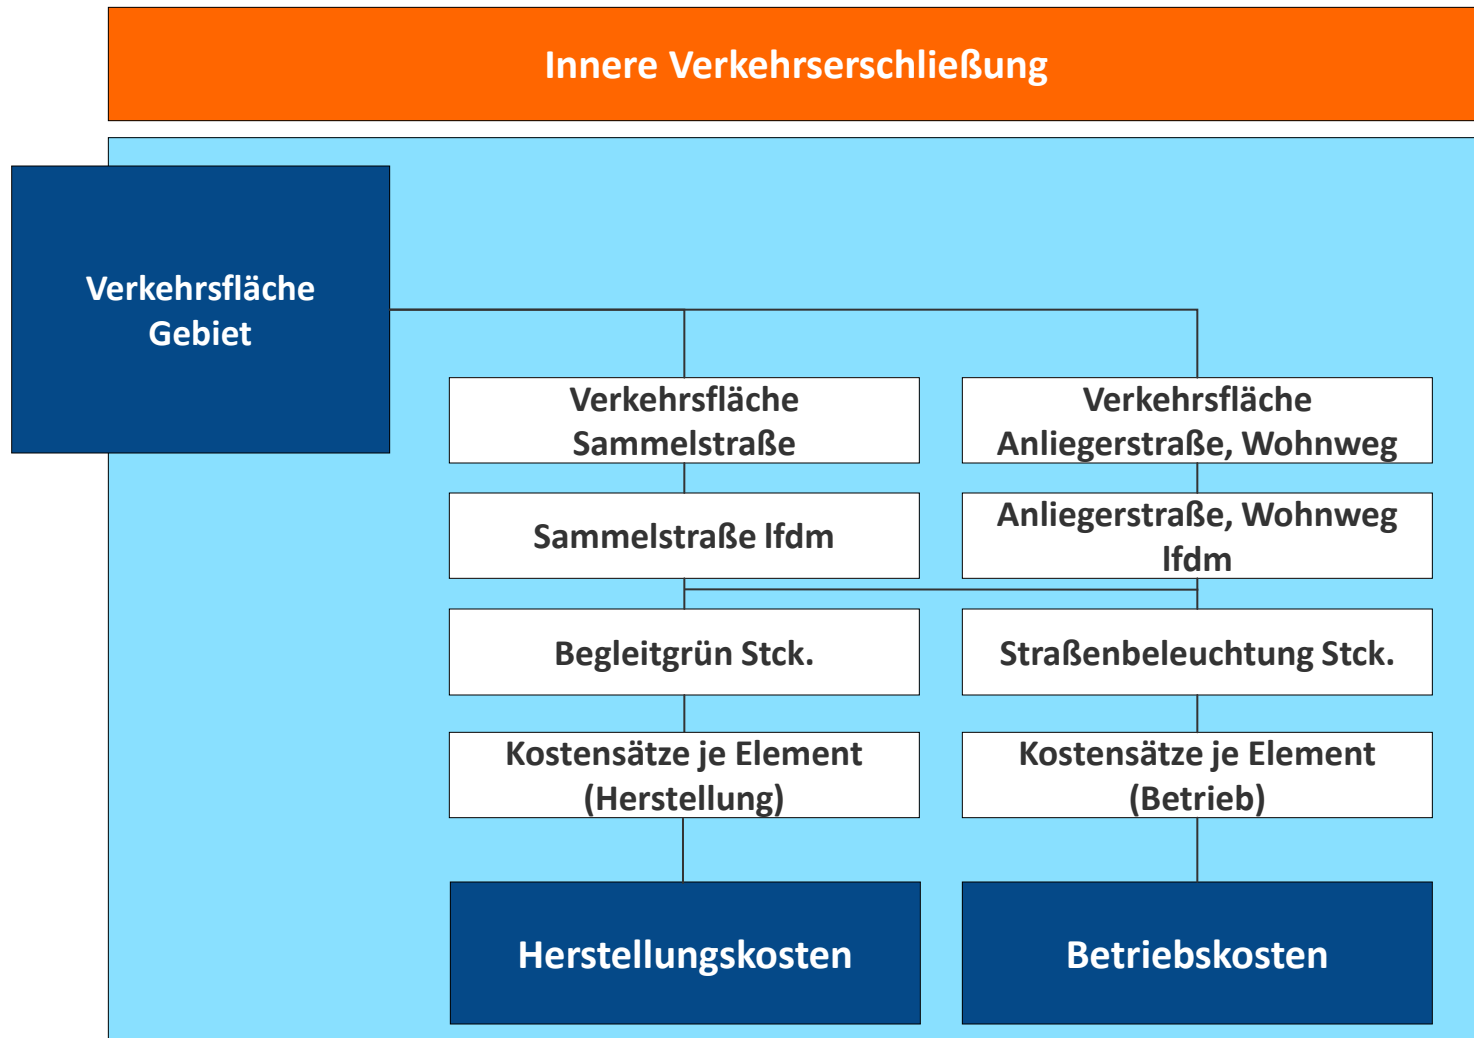 Innere Verkehrserschließung
Verkehrsfläche
Gebiet
Verkehrsfläche
Sammelstraße
Verkehrsfläche
Anliegerstraße, Wohnweg
Sammelstraße lfdm
Anliegerstraße, Wohnweg
lfdm
Begleitgrün Stck.
Straßenbeleuchtung Stck.
Kostensätze je Element
(Herstellung)
Kostensätze je Element
(Betrieb)
Herstellungskosten
Betriebskosten